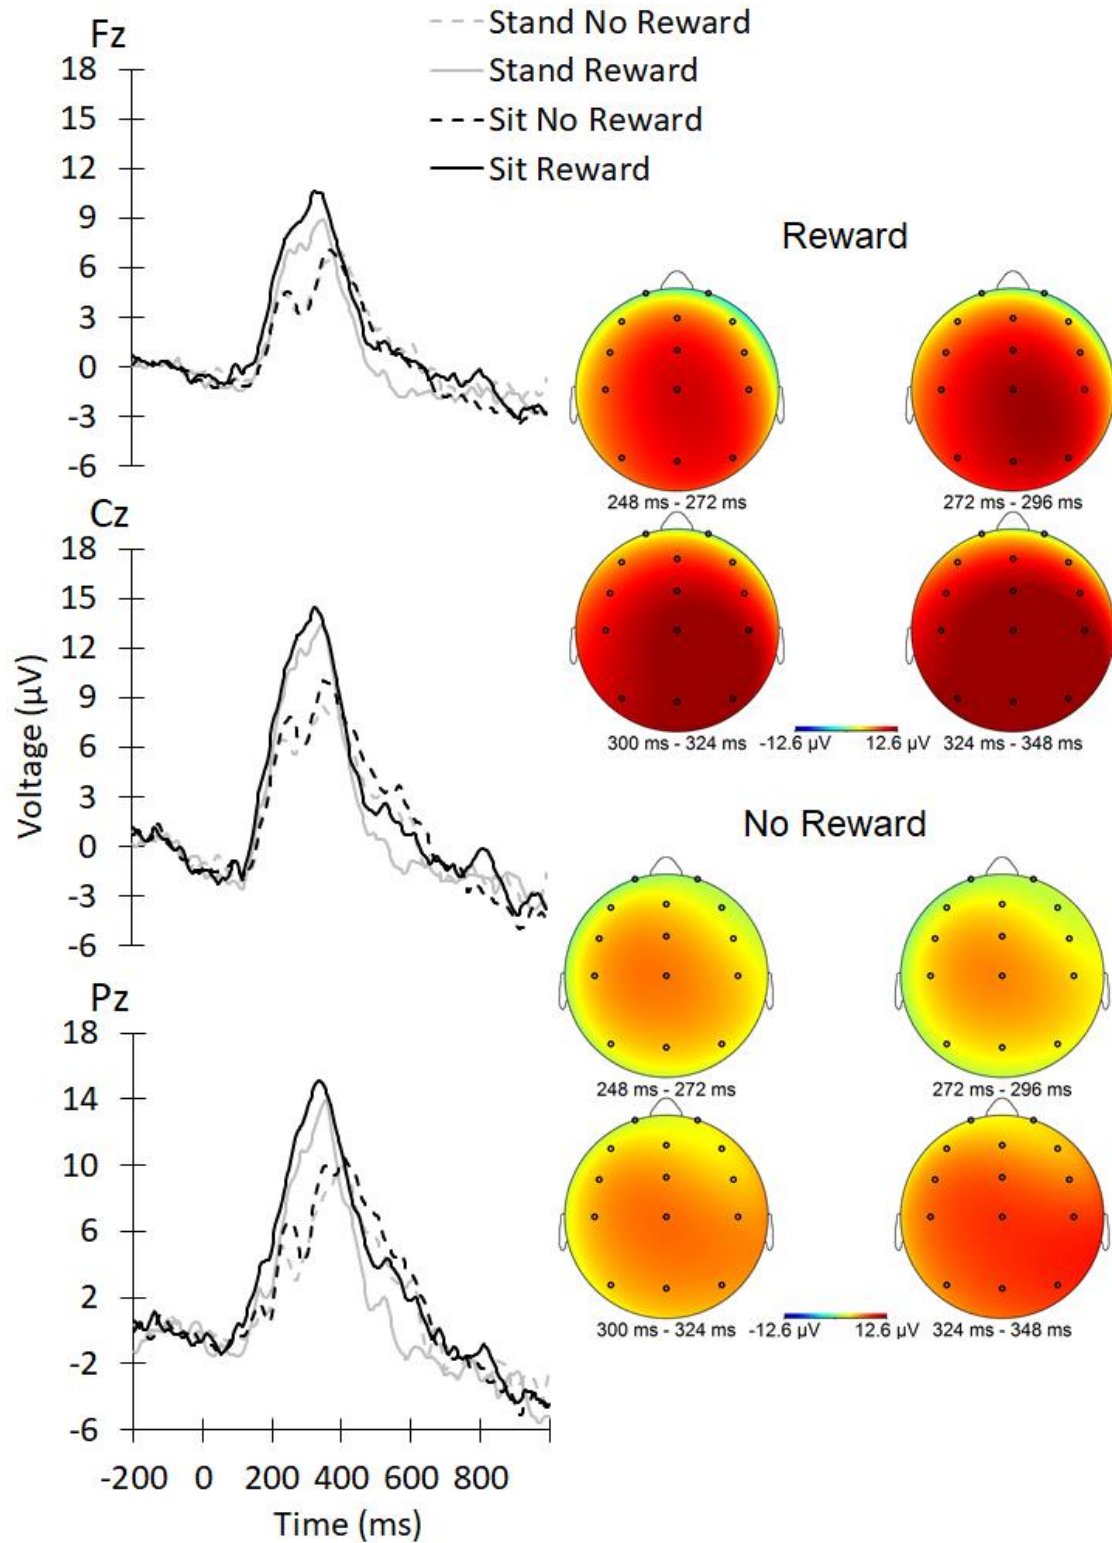 Stand No Reward
Stand Reward
Sit No Reward
Sit Reward
Fz
18
15
12
9
6
3
0
-3
-6
Cz
18
15
12
9
6
3
0
-3
-6
Pz
18
14
10
6
2
-2
-6
-200 0 200 400 600 800
Time (ms)
Voltage (µV)
Reward
248 ms - 272 ms
272 ms - 296 ms
300 ms - 324 ms
-12.6 µV 12.6 µV
324 ms - 348 ms
No Reward
248 ms - 272 ms
272 ms - 296 ms
300 ms - 324 ms
-12.6 µV 12.6 µV
324 ms - 348 ms